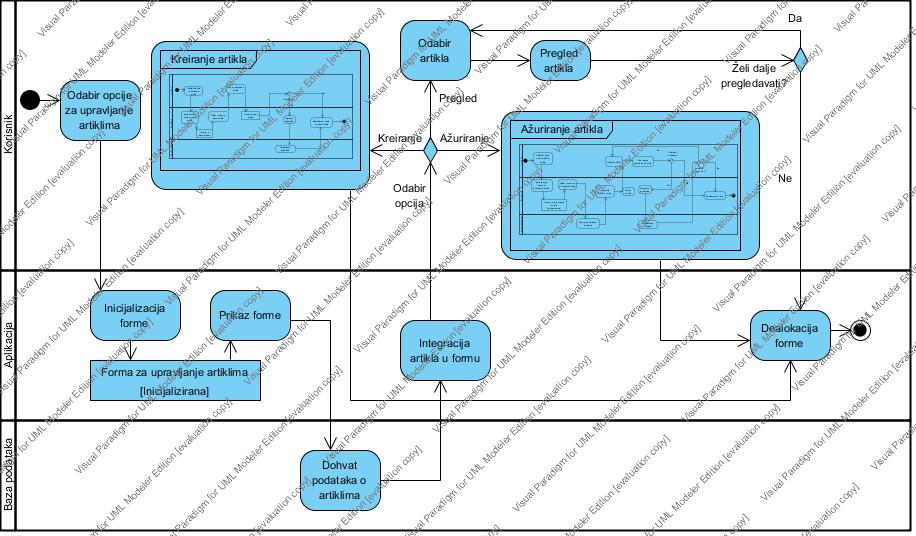 Korisnik
Odabir opcije
za upravljanje
artiklima
Kreiranje artikla
Odabir
artikla
Pregled
artikla
Da
Želi dalje
pregledavati?
Pregled
Kreiranje
Ažuriranje
Odabir
opcija
Ažuriranje artikla
Ne
Aplikacija
Inicijalizacija
forme
Prikaz forme
Forma za upravljanje artiklima
[Inicijalizirana]
Integracija
artikla u formu
Dealokacija
forme
Baza podataka
Dohvat
podataka o
artiklima
Visual Paradigm for UML Modeler Edition [evaluation copy]